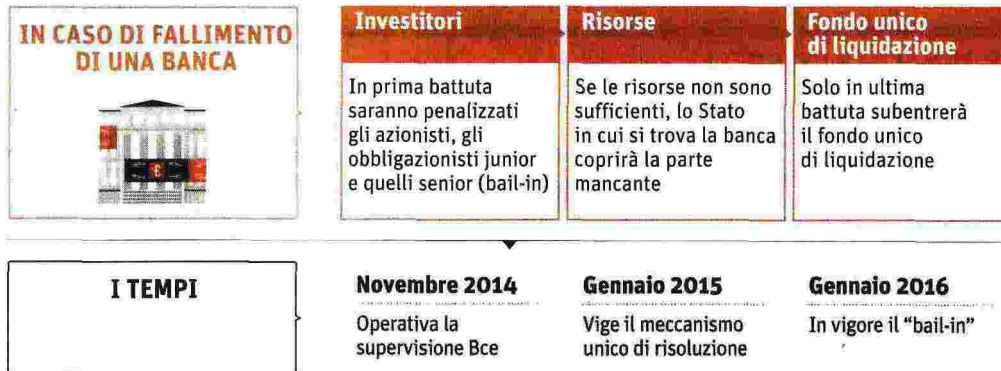 IN CASO DI FALLIMENTO
DI UNA BANCA
€
Investitori
In prima battuta
saranno penalizzati
gli azionisti, gli
obbligazionisti junior
e quelli senior (bail-in)
Risorse
Se le risorse non sono
sufficienti, lo Stato
in cui si trova la banca
coprirà la parte
mancante
Fondo unico
di liquidazione
Solo in ultima
battuta subentrerà
il fondo unico
di liquidazione
I TEMPI
Novembre 2014
Operativa la
supervisione Bce
Gennaio 2015
Vige il meccanismo
unico di risoluzione
Gennaio 2016
In vigore il “bail-in”